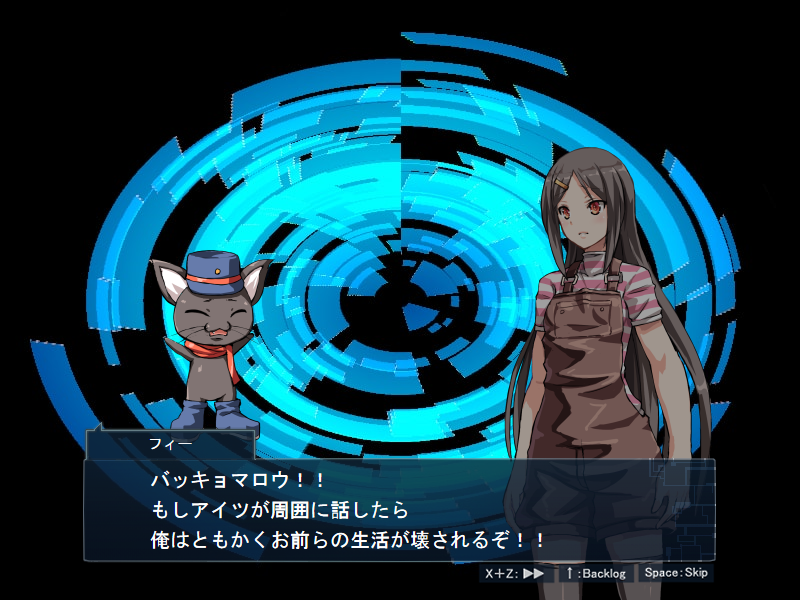 フィー
バッキョマロウ！！
もしアイツが周囲に話したら
俺はともかくお前らの生活が壊されるぞ！！
X+Z:▶▶ ↑:Backlog Space:Skip